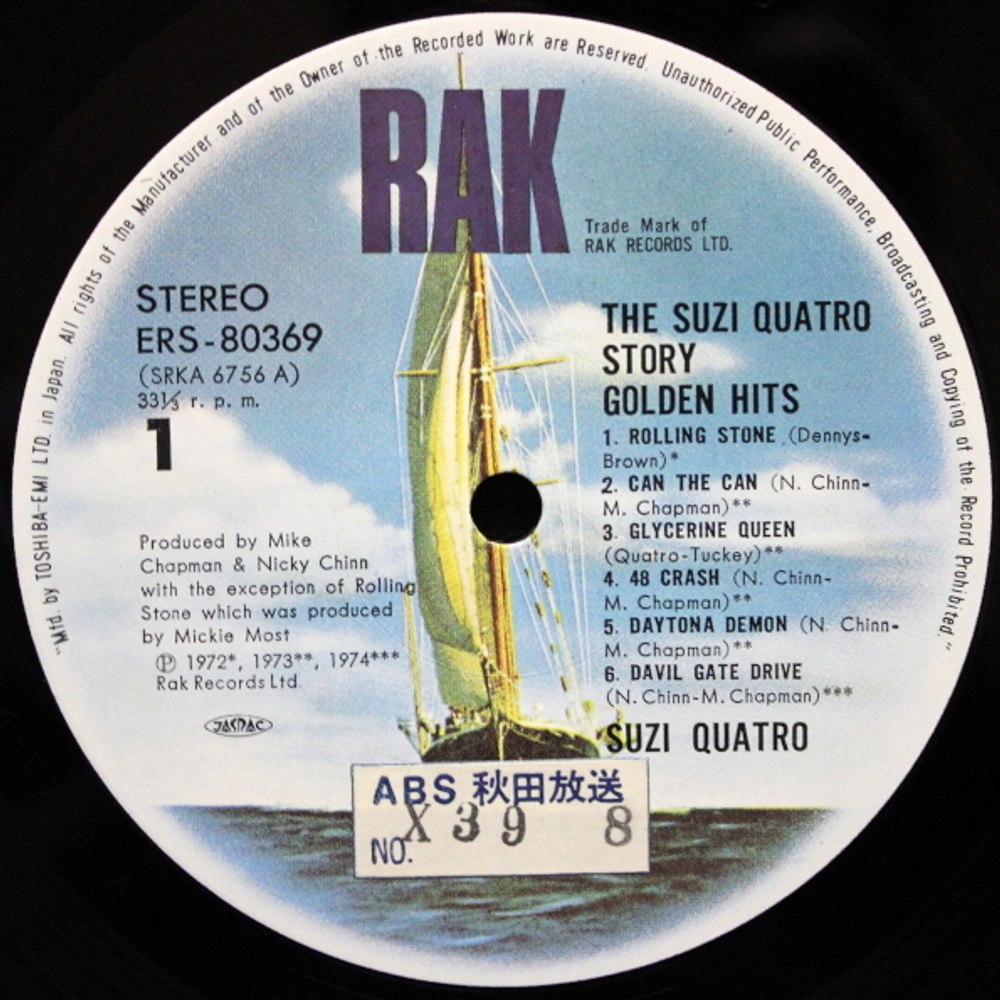 "Mfd. by TOSHIBA-EMI LTD. in Japan. All rights of the Manufacturer and of the Owner of the Recorded Work are Reserved. Unauthorized Public Performance, Broadcasting and Copying of the Record Prohibited."
RAK
Trade Mark of
RAK RECORDS LTD.
STEREO
ERS-80369
(SRKA 6756 A)
33⅓ r. p. m.
1
Produced by Mike
Chapman & Nicky Chinn
with the exception of Rolling
Stone which was produced
by Mickie Most
Ⓟ 1972*, 1973**, 1974***
Rak Records Ltd.
JASRAC
THE SUZI QUATRO
STORY
GOLDEN HITS
1. ROLLING STONE (Dennys-
Brown)*
2. CAN THE CAN (N. Chinn-
M. Chapman)**
3. GLYCERINE QUEEN
(Quatro-Tuckey)**
4. 48 CRASH (N. Chinn-
M. Chapman)**
5. DAYTONA DEMON (N. Chinn-
M. Chapman)**
6. DAVIL GATE DRIVE
(N. Chinn-M. Chapman)***
SUZI QUATRO
ABS 秋田放送
NO. X39 8